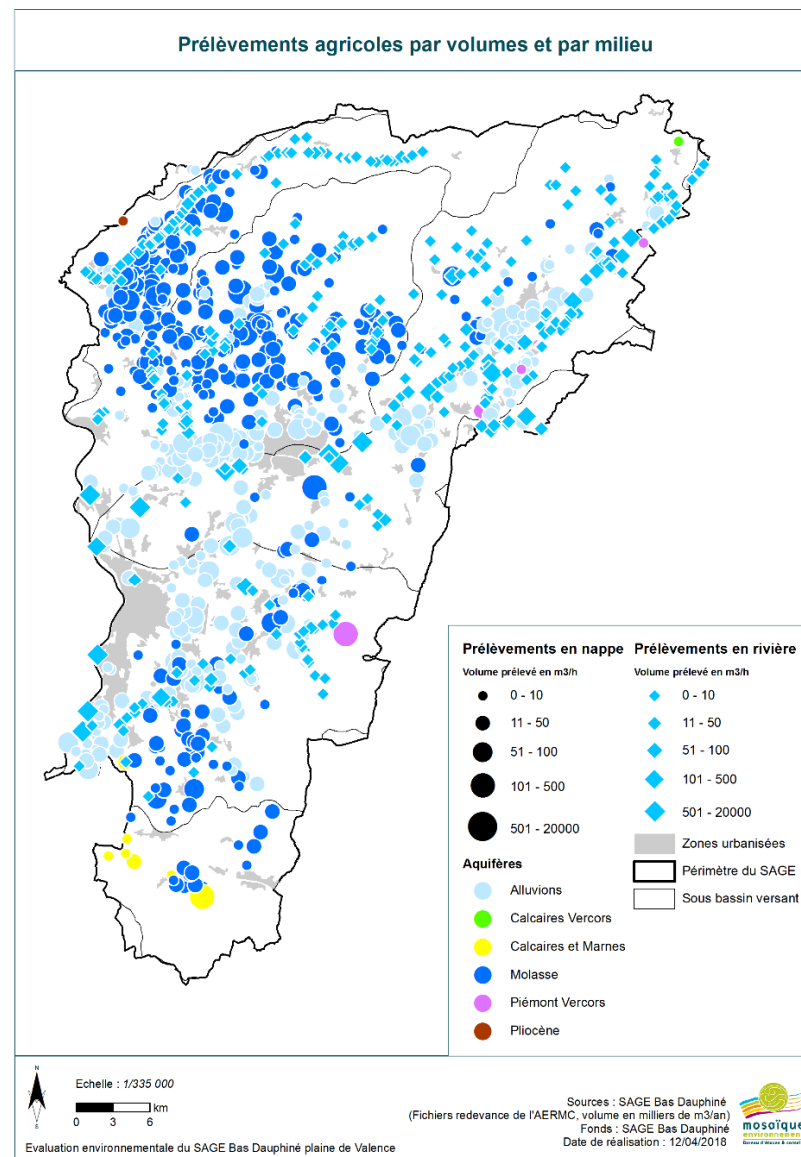 Prélèvements agricoles par volumes et par milieu
Prélèvements en nappe
Volume prélevé en m3/h
0 - 10
11 - 50
51 - 100
101 - 500
501 - 20000
Prélèvements en rivière
Volume prélevé en m3/h
0 - 10
11 - 50
51 - 100
101 - 500
501 - 20000
Zones urbanisées
Périmètre du SAGE
Sous bassin versant
Aquifères
Alluvions
Calcaires Vercors
Calcaires et Marnes
Molasse
Piémont Vercors
Pliocène
N
S
Echelle : 1/335 000
0 3 6 km
Evaluation environnementale du SAGE Bas Dauphiné plaine de Valence
Sources : SAGE Bas Dauphiné
(Fichiers redevance de l'AERMC, volume en milliers de m3/an)
Fonds : SAGE Bas Dauphiné
Date de réalisation : 12/04/2018
mosaïque
environnement